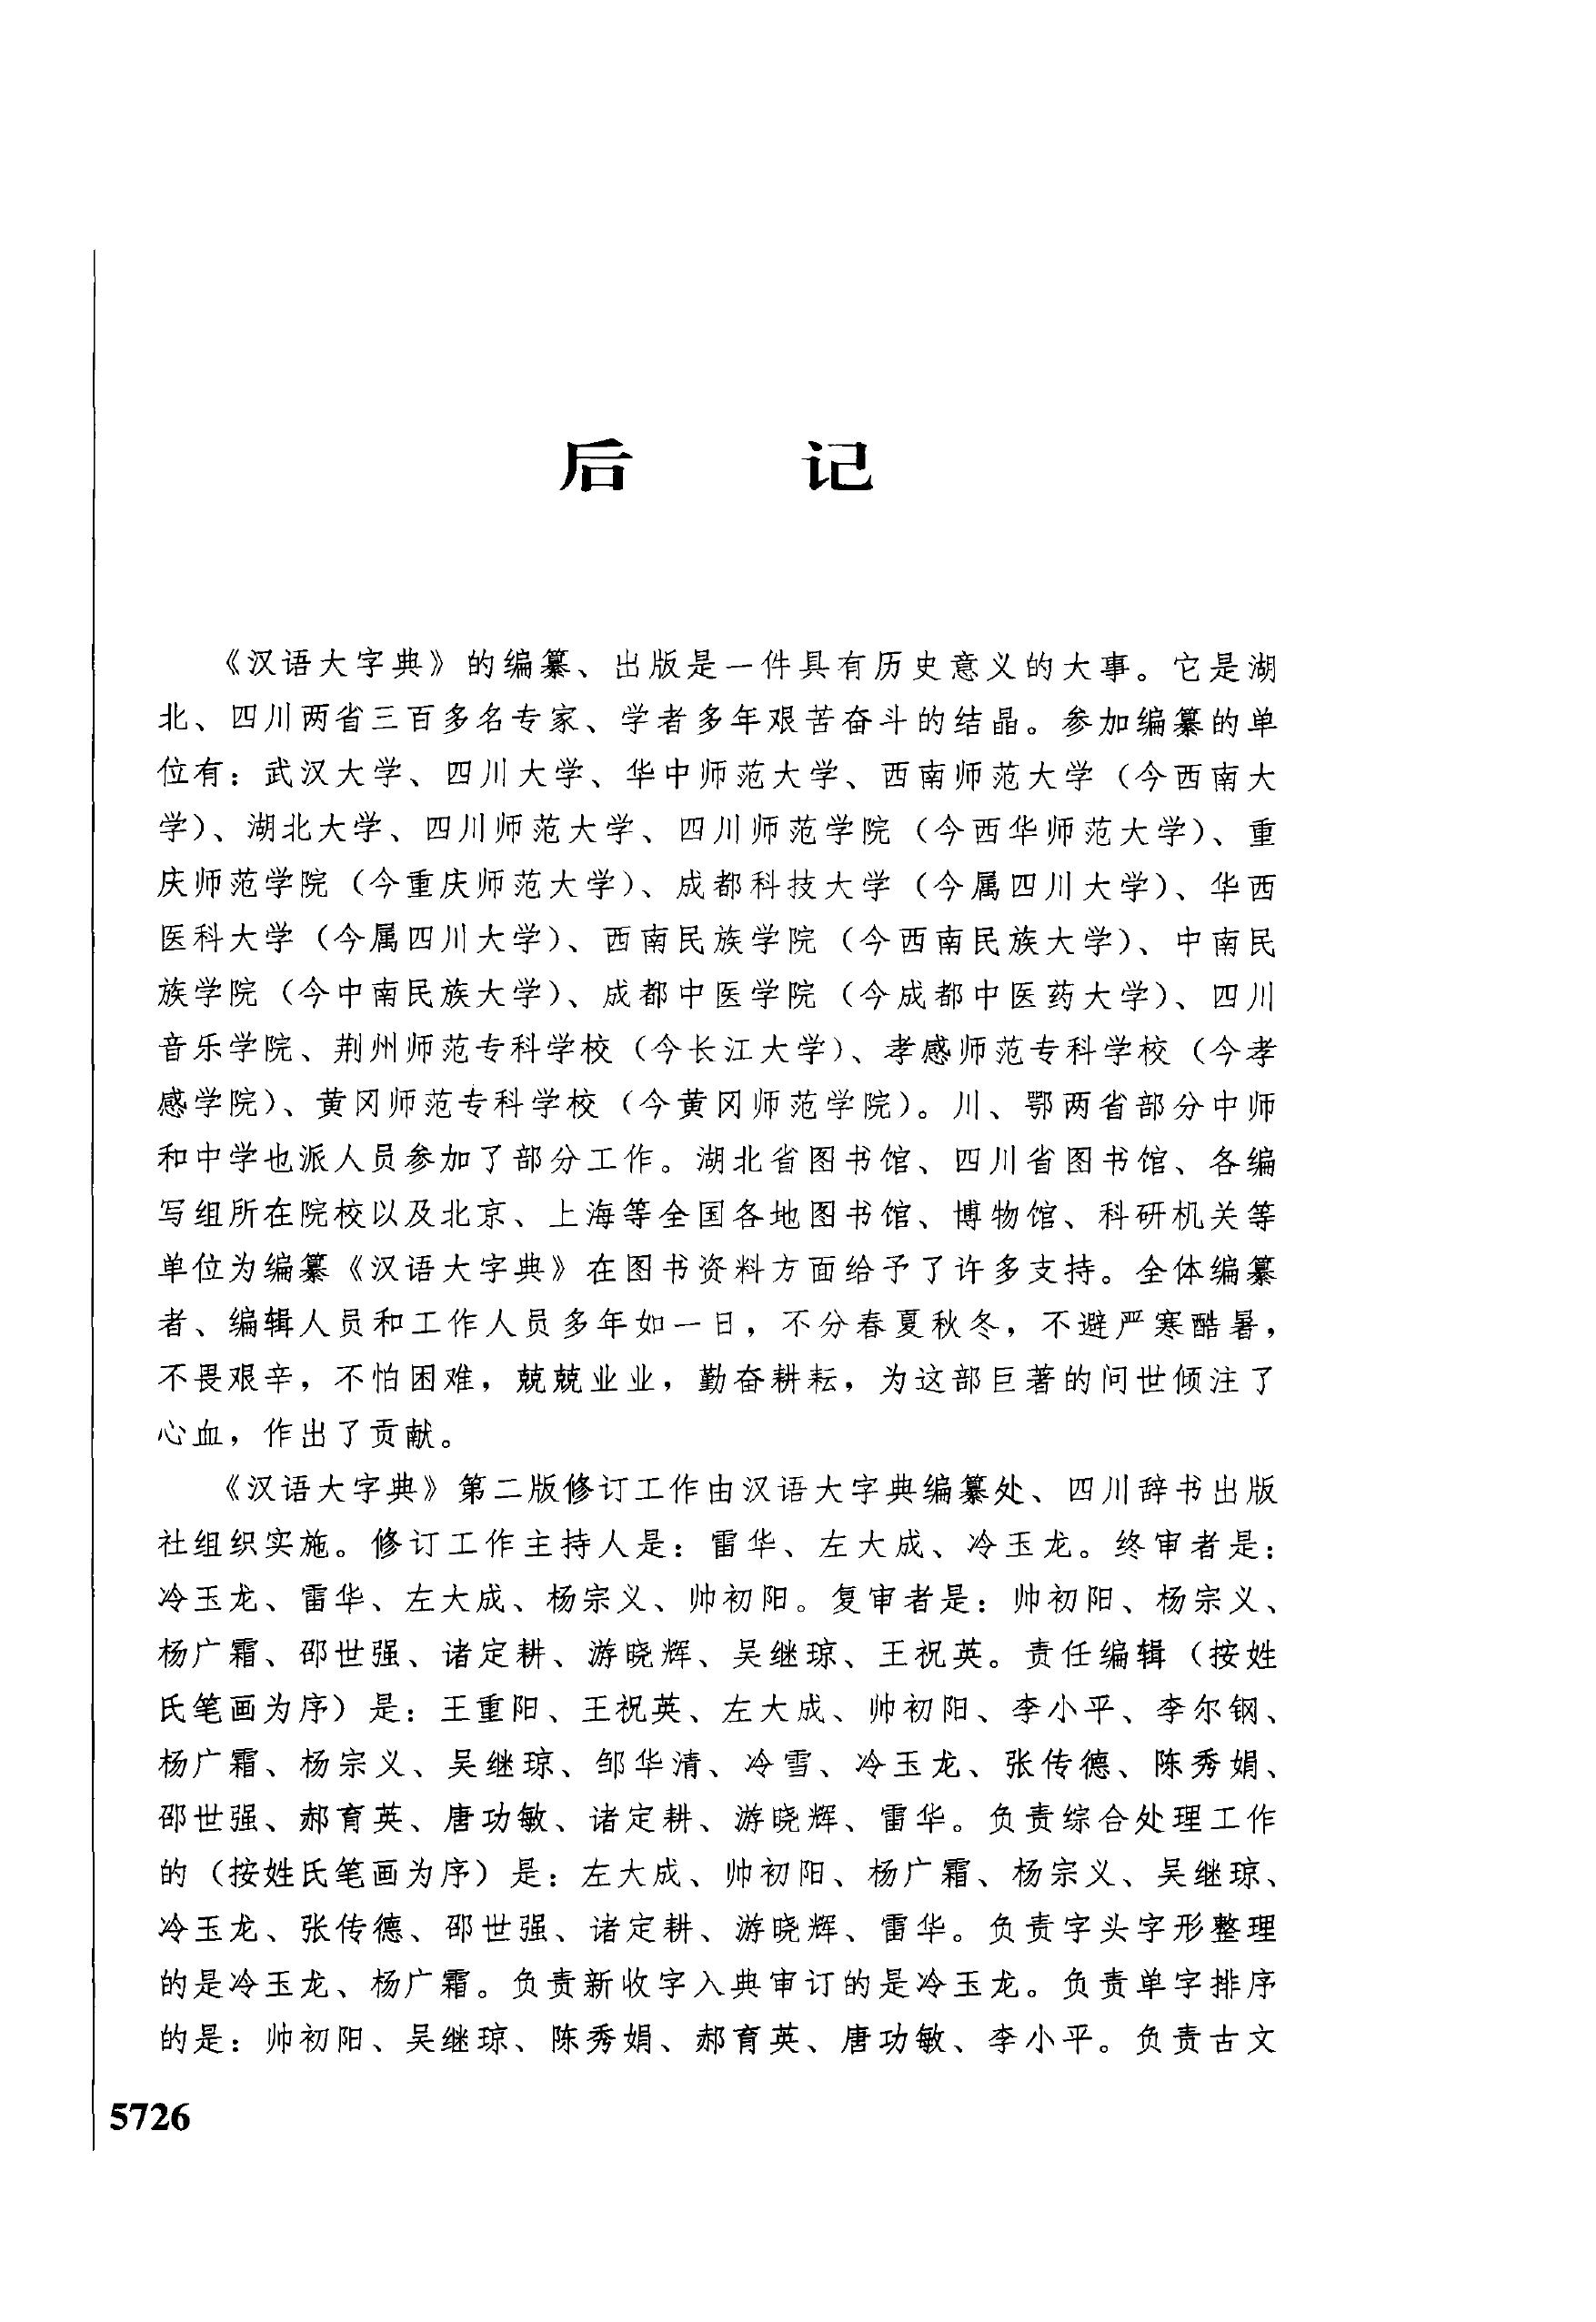 后 记
《汉语大字典》的编纂、出版是一件具有历史意义的大事。它是湖
北、四川两省三百多名专家、学者多年艰苦奋斗的结晶。参加编纂的单
位有：武汉大学、四川大学、华中师范大学、西南师范大学（今西南大
学）、湖北大学、四川师范大学、四川师范学院（今西华师范大学）、重
庆师范学院（今重庆师范大学）、成都科技大学（今属四川大学）、华西
医科大学（今属四川大学）、西南民族学院（今西南民族大学）、中南民
族学院（今中南民族大学）、成都中医学院（今成都中医药大学）、四川
音乐学院、荆州师范专科学校（今长江大学）、孝感师范专科学校（今孝
感学院）、黄冈师范专科学校（今黄冈师范学院）。川、鄂两省部分中师
和中学也派人员参加了部分工作。湖北省图书馆、四川省图书馆、各编
写组所在院校以及北京、上海等全国各地图书馆、博物馆、科研机关等
单位为编纂《汉语大字典》在图书资料方面给予了许多支持。全体编纂
者、编辑人员和工作人员多年如一日，不分春夏秋冬，不避严寒酷暑，
不畏艰辛，不怕困难，兢兢业业，勤奋耕耘，为这部巨著的问世倾注了
心血，作出了贡献。
《汉语大字典》第二版修订工作由汉语大字典编纂处、四川辞书出版
社组织实施。修订工作主持人是：雷华、左大成、冷玉龙。终审者是：
冷玉龙、雷华、左大成、杨宗义、帅初阳。复审者是：帅初阳、杨宗义、
杨广霜、邵世强、诸定耕、游晓辉、吴继琼、王祝英。责任编辑（按姓
氏笔画为序）是：王重阳、王祝英、左大成、帅初阳、李小平、李尔钢、
杨广霜、杨宗义、吴继琼、邹华清、冷雪、冷玉龙、张传德、陈秀娟、
邵世强、郝育英、唐功敏、诸定耕、游晓辉、雷华。负责综合处理工作
的（按姓氏笔画为序）是：左大成、帅初阳、杨广霜、杨宗义、吴继琼、
冷玉龙、张传德、邵世强、诸定耕、游晓辉、雷华。负责字头字形整理
的是冷玉龙、杨广霜。负责新收字入典审订的是冷玉龙。负责单字排序
的是：帅初阳、吴继琼、陈秀娟、郝育英、唐功敏、李小平。负责古文
5726